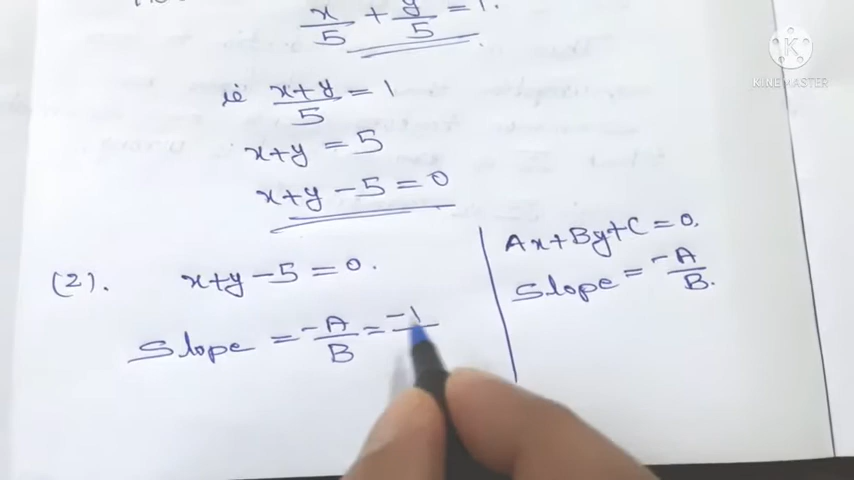 x/5 + y/5 = 1.
ie (x+y)/5 = 1
x+y = 5
x+y - 5 = 0
(2). x+y - 5 = 0.
Slope = -A/B = -1
Ax+By+C = 0.
Slope = -A/B.
K
KINEMASTER